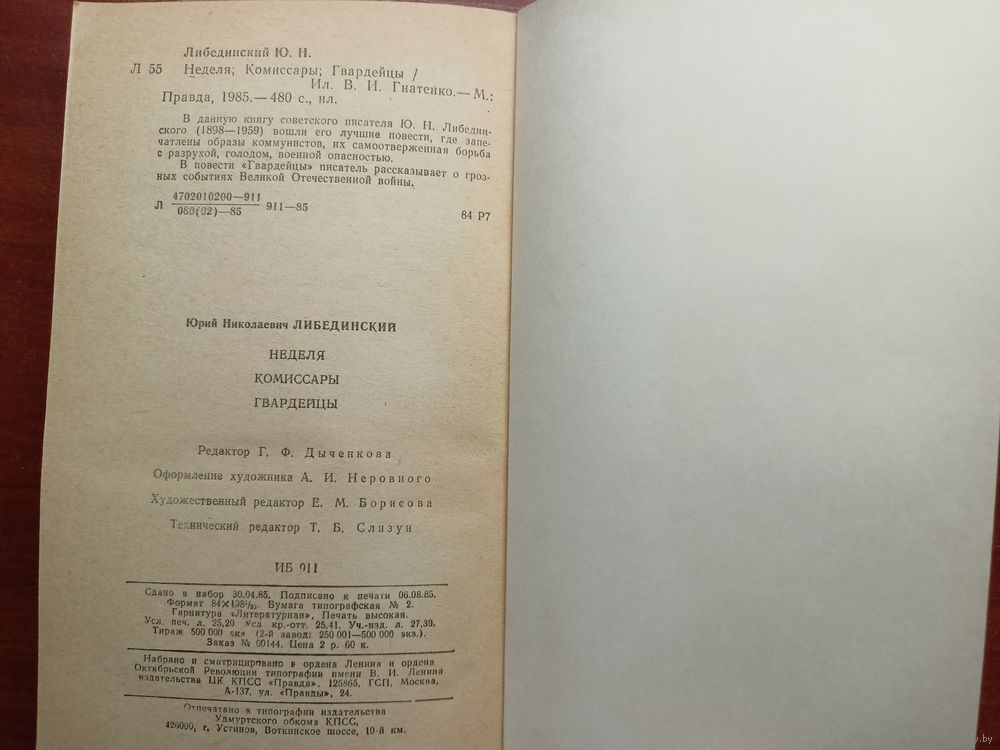 Либединский Ю. Н.
Л 55 Неделя; Комиссары; Гвардейцы /
Ил. В. И. Гнатенко.— М.:
Правда, 1985.— 480 с., ил.
В данную книгу советского писателя Ю. Н. Либедин-
ского (1898—1959) вошли его лучшие повести, где запе-
чатлены образы коммунистов, их самоотверженная борьба
с разрухой, голодом, военной опасностью.
В повести «Гвардейцы» писатель рассказывает о гроз-
ных событиях Великой Отечественной войны.
4702010200—911
Л 911—85
080(02)—85
84 Р7
Юрий Николаевич ЛИБЕДИНСКИЙ
НЕДЕЛЯ
КОМИССАРЫ
ГВАРДЕЙЦЫ
Редактор Г. Ф. Дыченкова
Оформление художника А. И. Неровного
Художественный редактор Е. М. Борисова
Технический редактор Т. Б. Слизун
ИБ 911
Сдано в набор 30.04.85. Подписано к печати 06.08.85.
Формат 84×108¹/₃₂. Бумага типографская № 2.
Гарнитура «Литературная». Печать высокая.
Усл. печ. л. 25,20. Усл. кр.-отт. 25,41. Уч.-изд. л. 27,39.
Тираж 500 000 экз. (2-й завод: 250 001—500 000 экз.).
Заказ № 00144. Цена 2 р. 60 к.
Набрано и сматрицировано в ордена Ленина и ордена
Октябрьской Революции типографии имени В. И. Ленина
издательства ЦК КПСС «Правда». 125865, ГСП, Москва,
А-137, ул. «Правды», 24.
Отпечатано в типографии издательства
Удмуртского обкома КПСС,
426000, г. Устинов, Воткинское шоссе, 10-й км.